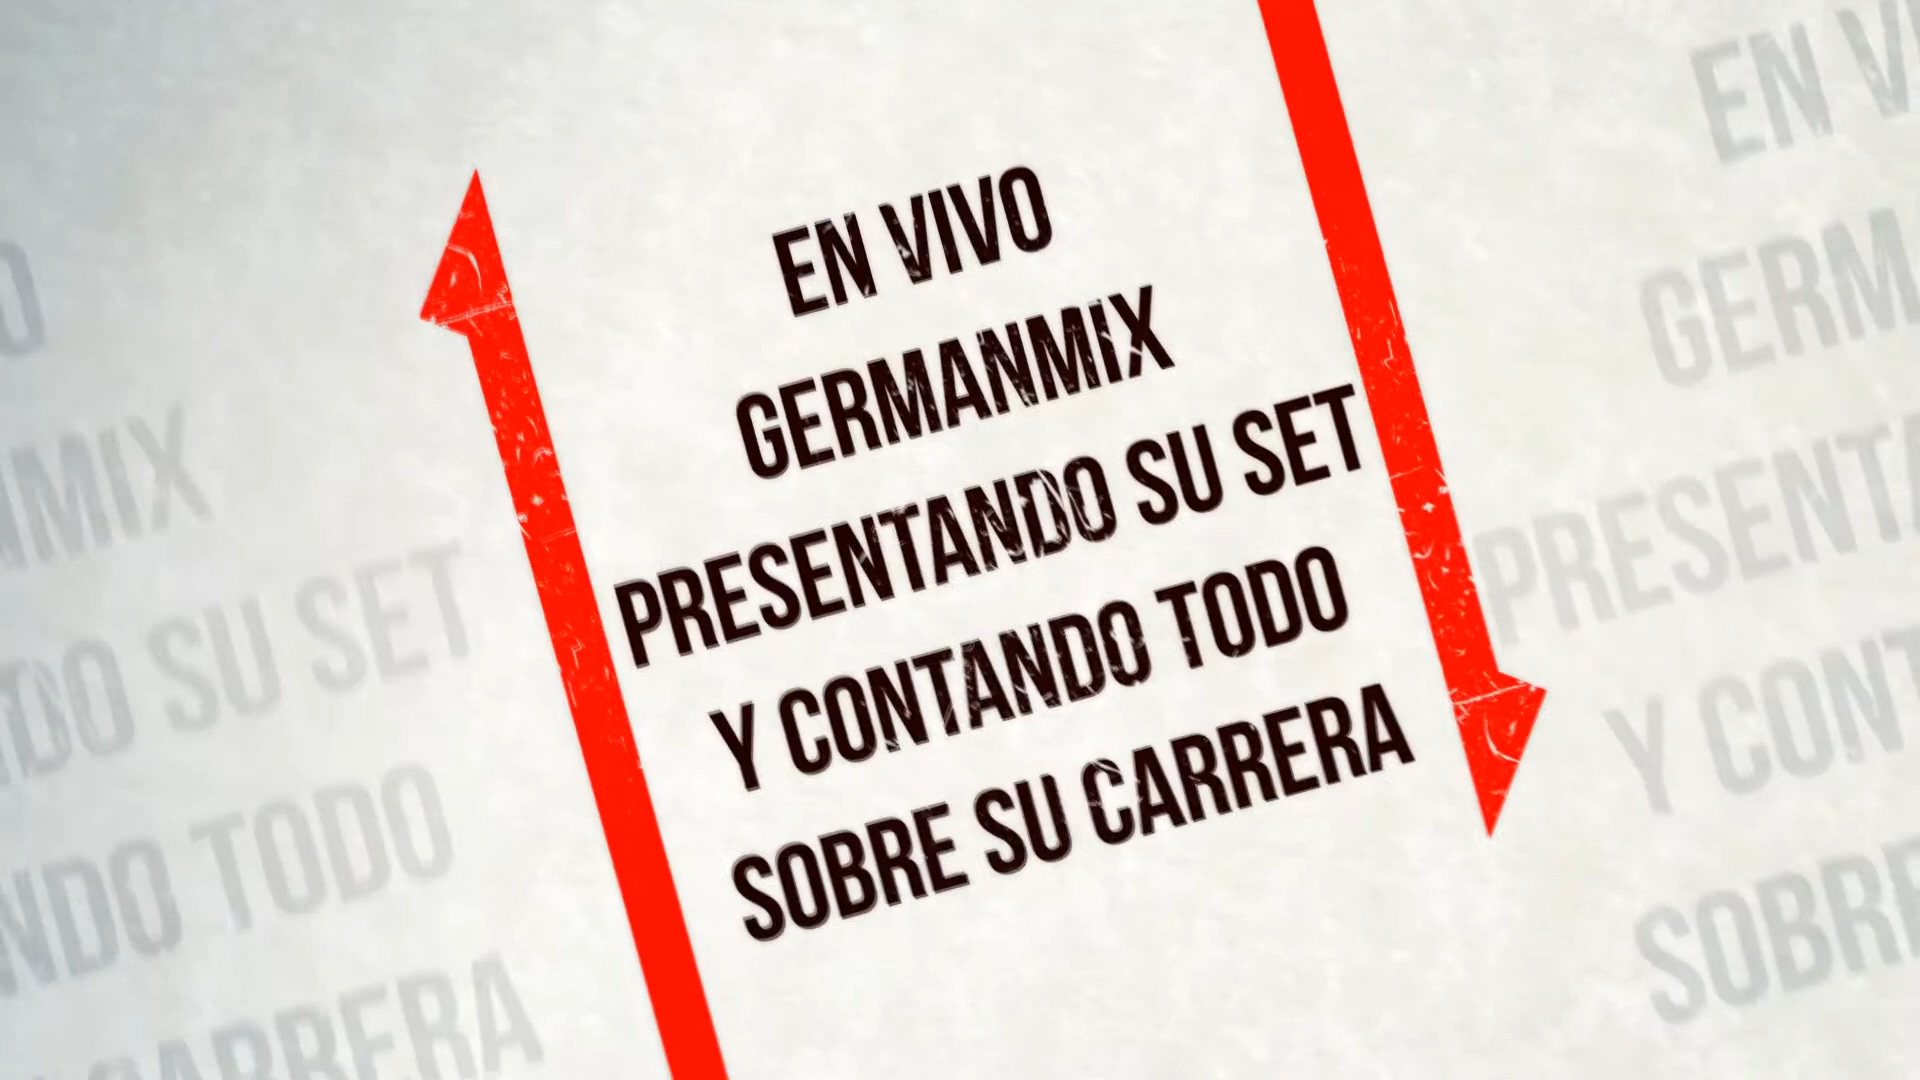 EN VIVO
GERMANMIX
PRESENTANDO SU SET
Y CONTANDO TODO
SOBRE SU CARRERA